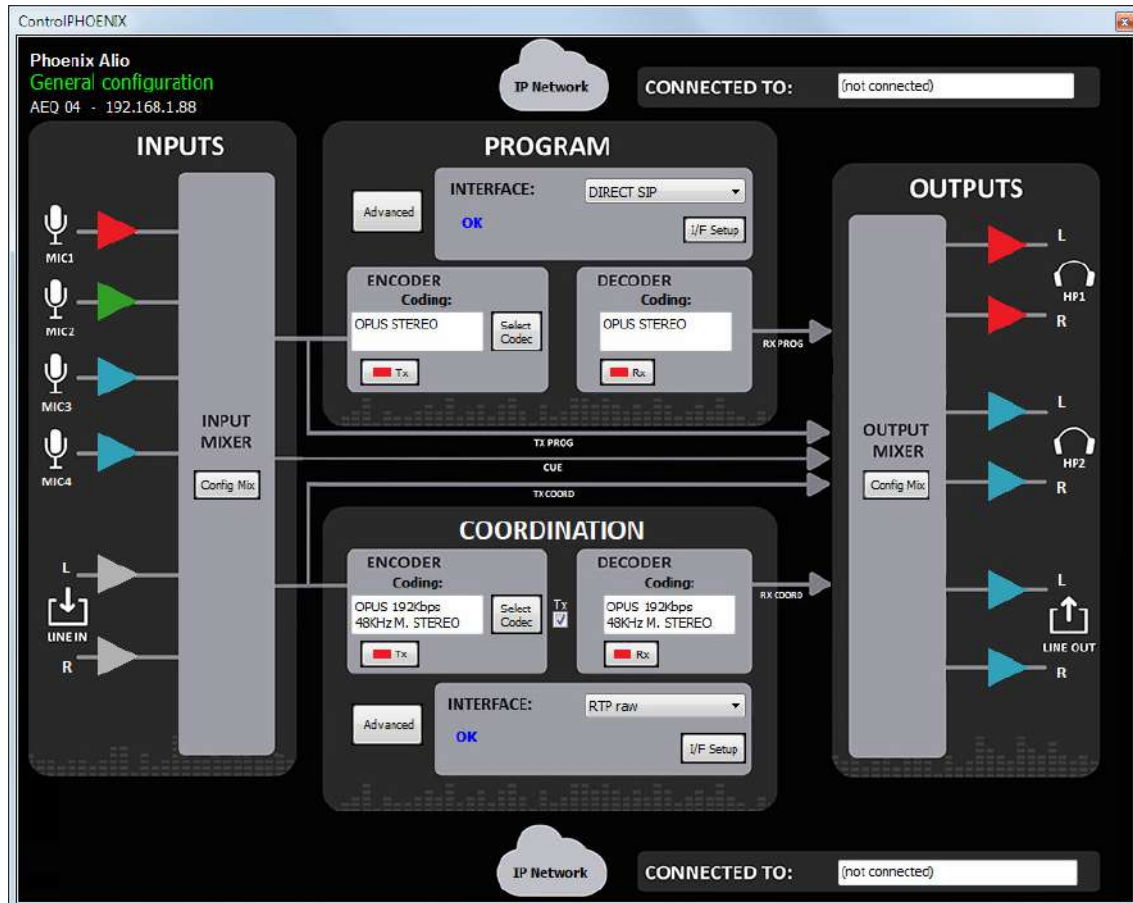 ControlPHOENIX
x
Phoenix Alio
General configuration
AEQ 04 - 192.168.1.88
IP Network
CONNECTED TO:
(not connected)
INPUTS
MIC1
MIC2
MIC3
MIC4
L
LINE IN
R
INPUT
MIXER
Config Mix
PROGRAM
Advanced
INTERFACE:
DIRECT SIP
OK
I/F Setup
ENCODER
Coding:
OPUS STEREO
Select
Codec
Tx
DECODER
Coding:
OPUS STEREO
Rx
RX PROG
TX PROG
CUE
TX COORD
COORDINATION
ENCODER
Coding:
OPUS 192Kbps
48KHz M. STEREO
Select
Codec
Tx
Tx
DECODER
Coding:
OPUS 192Kbps
48KHz M. STEREO
Rx
RX COORD
Advanced
INTERFACE:
RTP raw
OK
I/F Setup
OUTPUTS
OUTPUT
MIXER
Config Mix
L
HP1
R
L
HP2
R
L
LINE OUT
R
IP Network
CONNECTED TO:
(not connected)